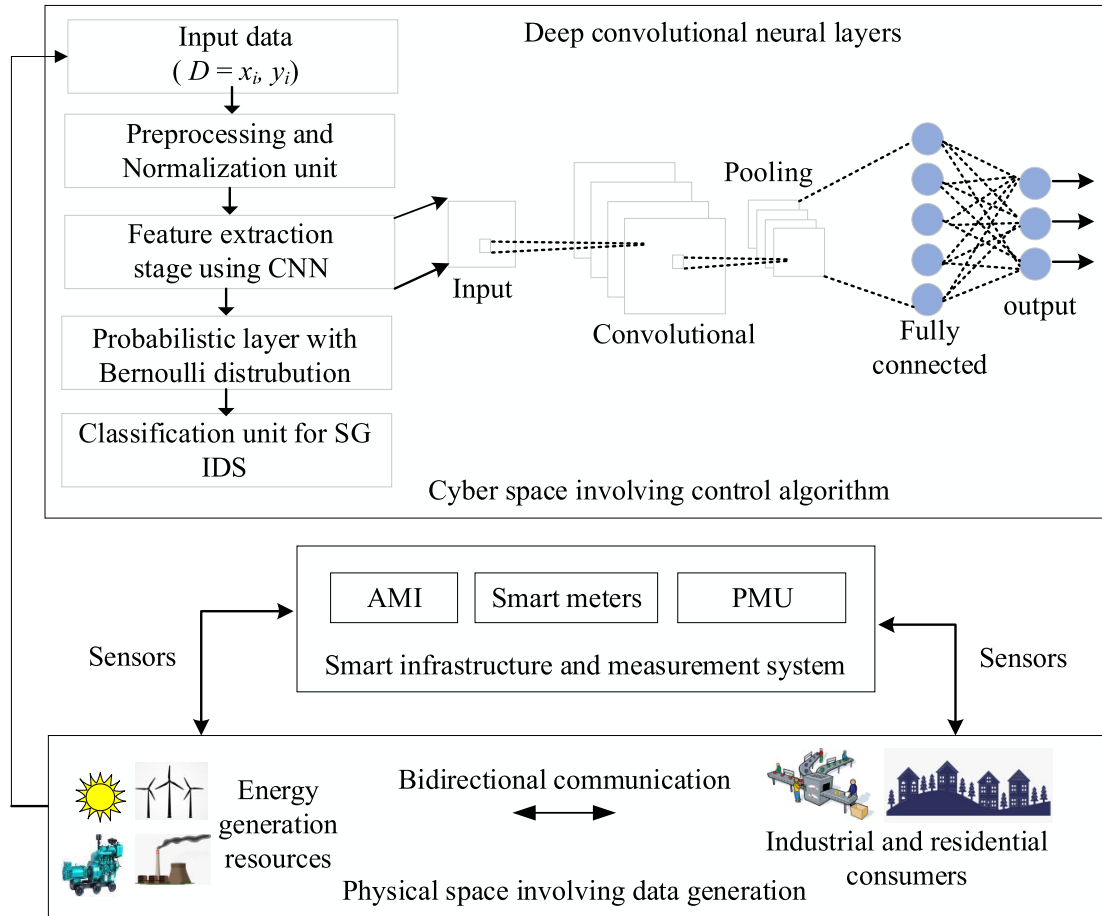 Input data
( D = xᵢ, yᵢ)
Deep convolutional neural layers
Preprocessing and
Normalization unit
Feature extraction
stage using CNN
Probabilistic layer with
Bernoulli distrubution
Classification unit for SG
IDS
Input
Convolutional
Pooling
Fully
connected
output
Cyber space involving control algorithm
AMI
Smart meters
PMU
Smart infrastructure and measurement system
Sensors
Sensors
Energy
generation
resources
Bidirectional communication
Industrial and residential
consumers
Physical space involving data generation